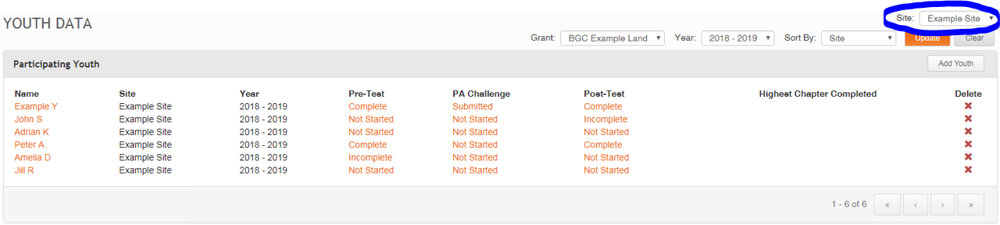 Site: Example Site
YOUTH DATA
Grant: BGC Example Land Year: 2018 - 2019 Sort By: Site Update Clear
Participating Youth Add Youth
Name Site Year Pre-Test PA Challenge Post-Test Highest Chapter Completed Delete
Example Y Example Site 2018 - 2019 Complete Submitted Complete
John S Example Site 2018 - 2019 Not Started Not Started Incomplete
Adrian K Example Site 2018 - 2019 Not Started Not Started Not Started
Peter A Example Site 2018 - 2019 Complete Not Started Complete
Amelia D Example Site 2018 - 2019 Incomplete Not Started Not Started
Jill R Example Site 2018 - 2019 Not Started Not Started Not Started
1 - 6 of 6 « ‹ › »